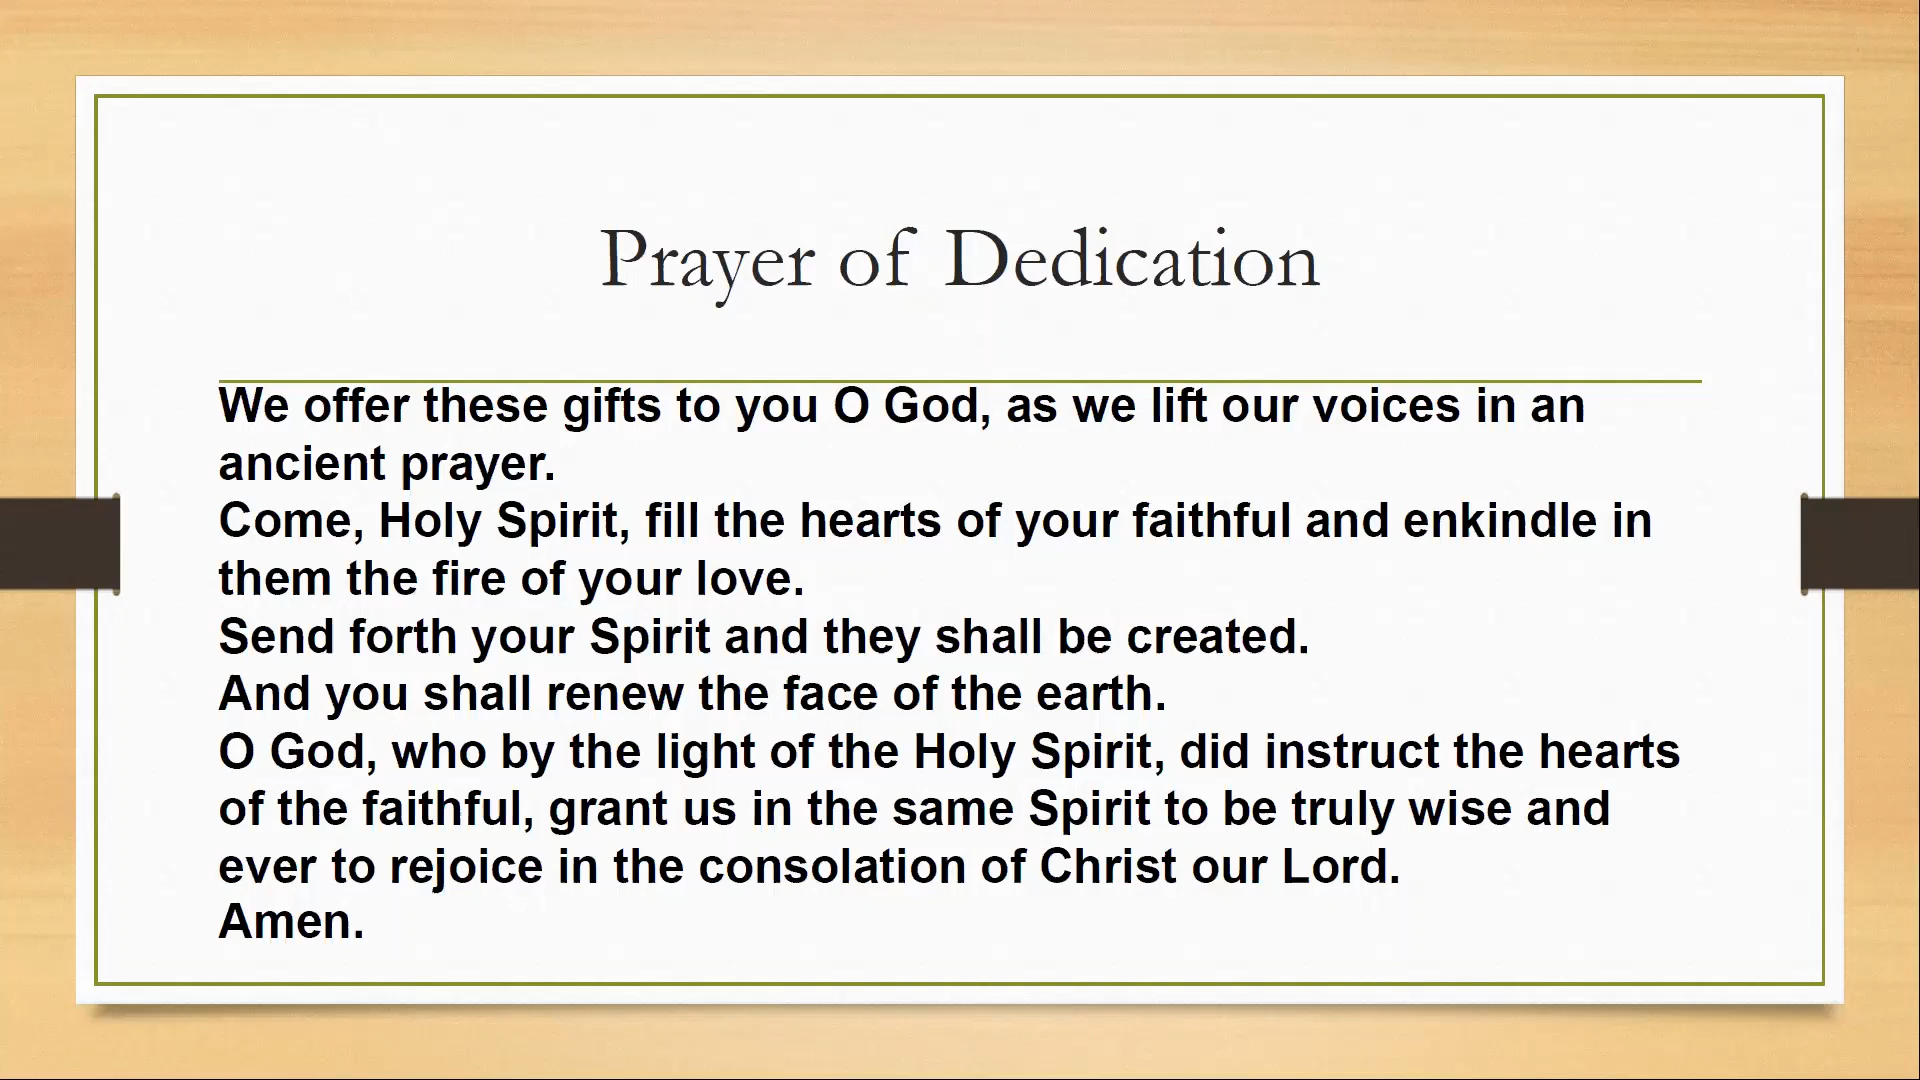 Prayer of Dedication
We offer these gifts to you O God, as we lift our voices in an
ancient prayer.
Come, Holy Spirit, fill the hearts of your faithful and enkindle in
them the fire of your love.
Send forth your Spirit and they shall be created.
And you shall renew the face of the earth.
O God, who by the light of the Holy Spirit, did instruct the hearts
of the faithful, grant us in the same Spirit to be truly wise and
ever to rejoice in the consolation of Christ our Lord.
Amen.